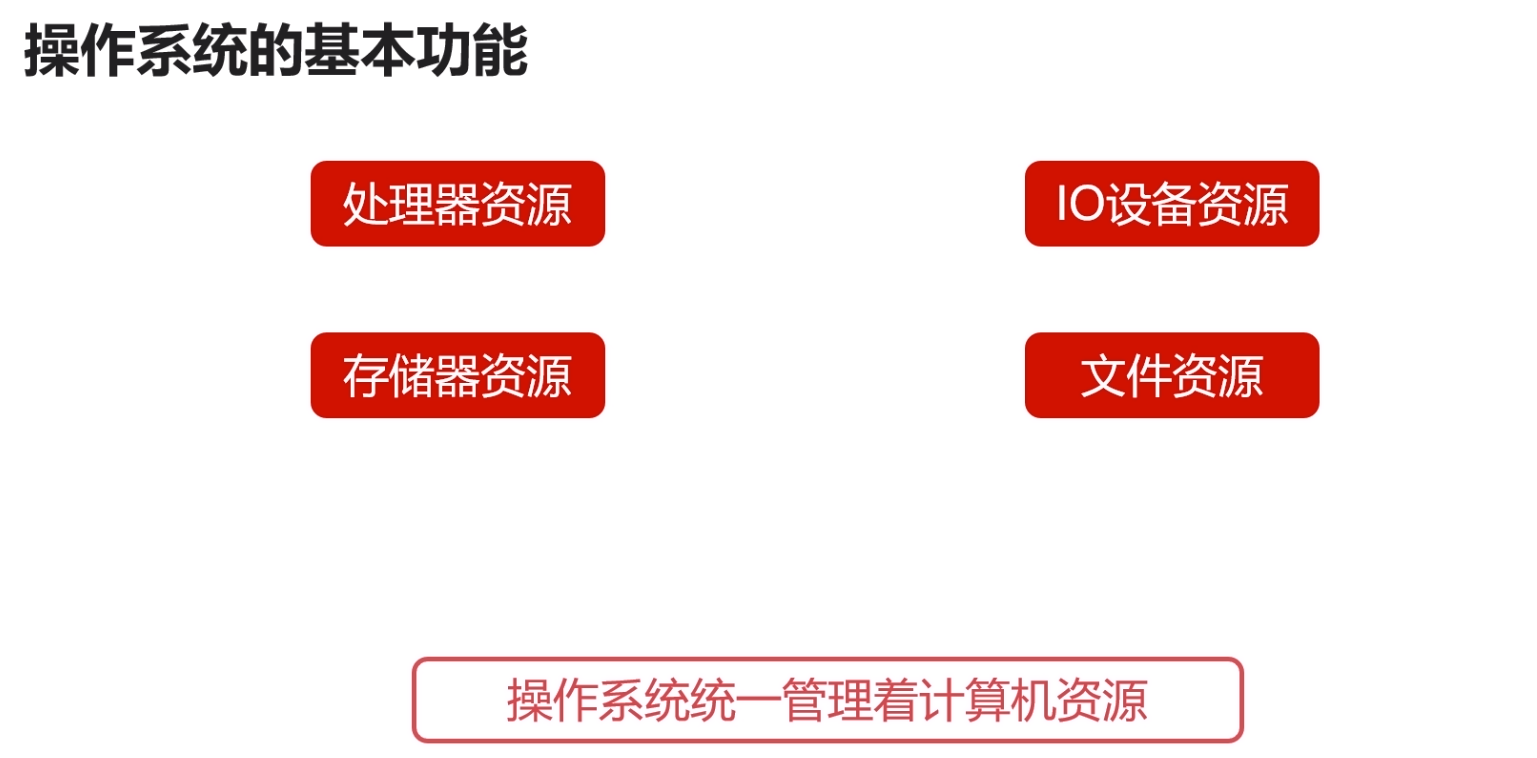 操作系统的基本功能
处理器资源
IO设备资源
存储器资源
文件资源
操作系统统一管理着计算机资源